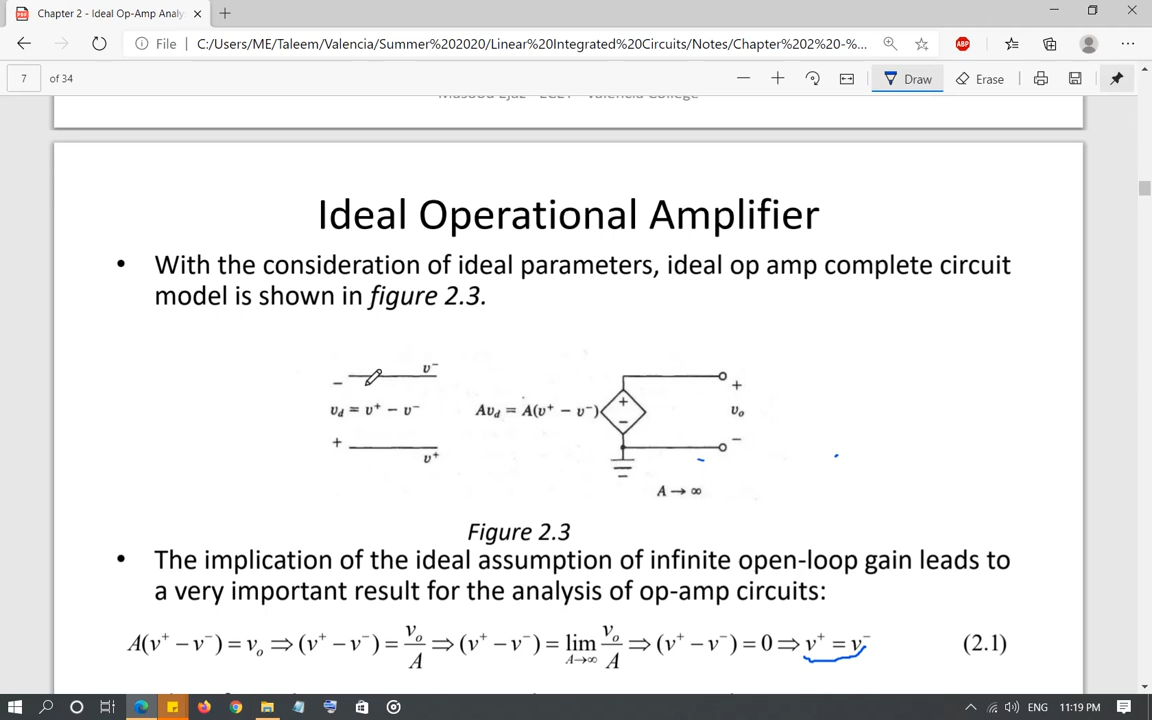 Chapter 2 - Ideal Op-Amp Analy
File C:/Users/ME/Taleem/Valencia/Summer%202020/Linear%20Integrated%20Circuits/Notes/Chapter%202%20-%...
ABP
7 of 34
Draw Erase
Ideal Operational Amplifier
• With the consideration of ideal parameters, ideal op amp complete circuit
model is shown in figure 2.3.
− υ⁻
υd = υ⁺ − υ⁻ Aυd = A(υ⁺ − υ⁻) + − + υo −
+ υ⁺
A → ∞
Figure 2.3
• The implication of the ideal assumption of infinite open-loop gain leads to
a very important result for the analysis of op-amp circuits:
A(v⁺ − v⁻) = vo ⇒ (v⁺ − v⁻) = vo/A ⇒ (v⁺ − v⁻) = lim A→∞ vo/A ⇒ (v⁺ − v⁻) = 0 ⇒ v⁺ = v⁻ (2.1)
ENG 11:19 PM